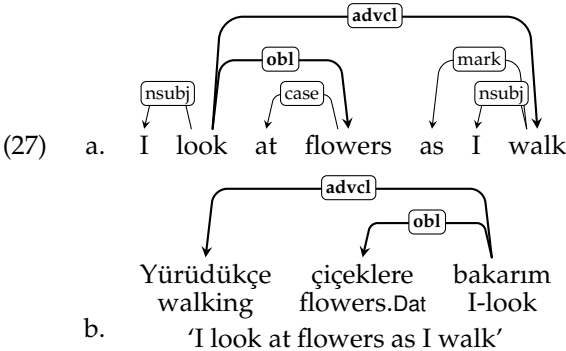 advcl
obl mark
nsubj case nsubj
(27) a. I look at flowers as I walk
advcl
obl
Yürüdükçe çiçeklere bakarım
walking flowers.Dat I-look
b. ‘I look at flowers as I walk’